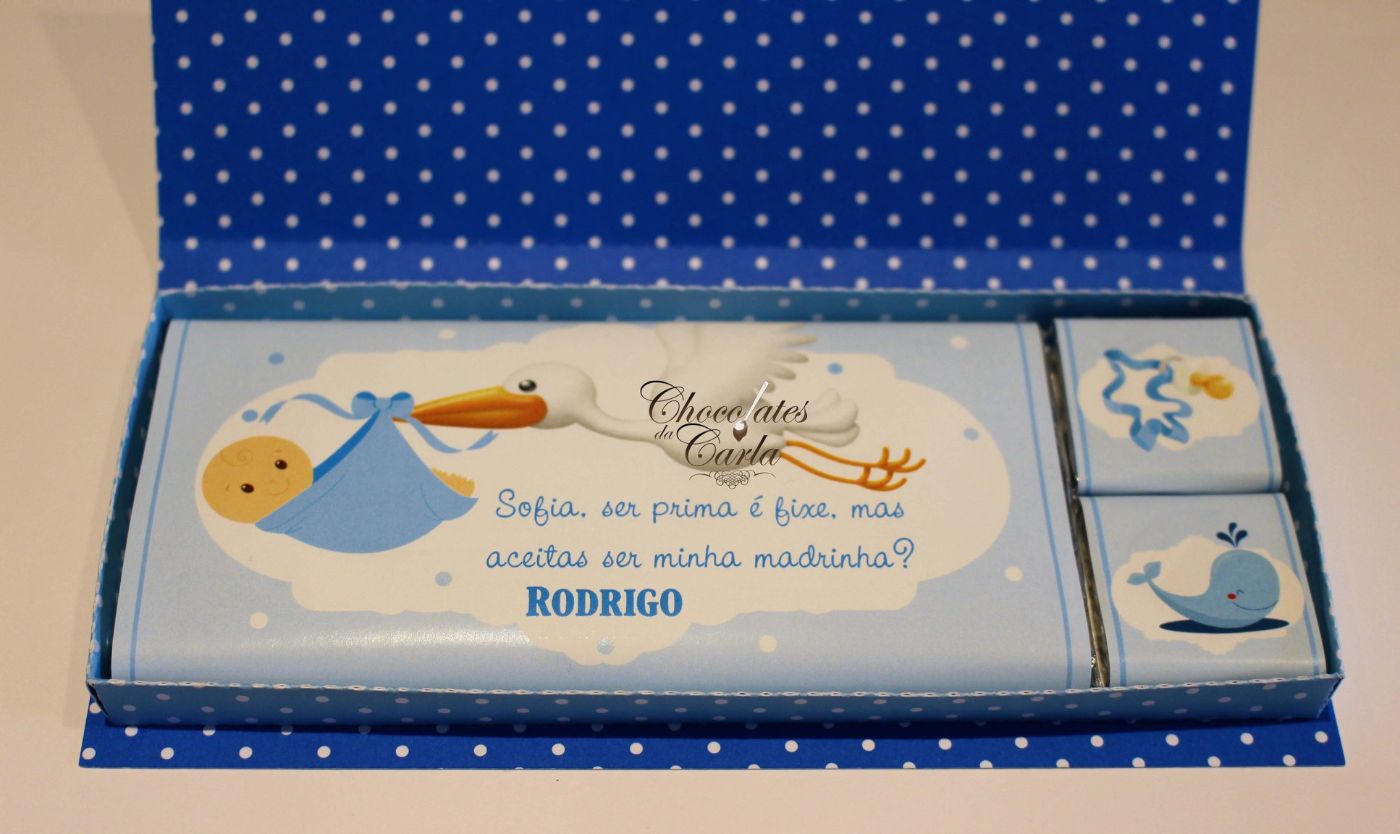 Chocolates
da
Carla
Sofia, ser prima é fixe, mas
aceitas ser minha madrinha?
RODRIGO